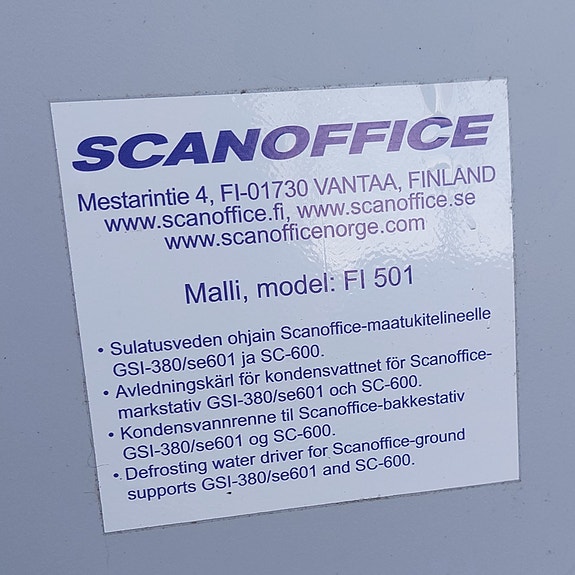 SCANOFFICE
Mestarintie 4, FI-01730 VANTAA, FINLAND
www.scanoffice.fi, www.scanoffice.se
www.scanofficenorge.com
Malli, model: FI 501
• Sulatusveden ohjain Scanoffice-maatukitelineelle
GSI-380/se601 ja SC-600.
• Avledningskärl för kondensvattnet för Scanoffice-
markstativ GSI-380/se601 och SC-600.
• Kondensvannrenne til Scanoffice-bakkestativ
GSI-380/se601 og SC-600.
• Defrosting water driver for Scanoffice-ground
supports GSI-380/se601 and SC-600.